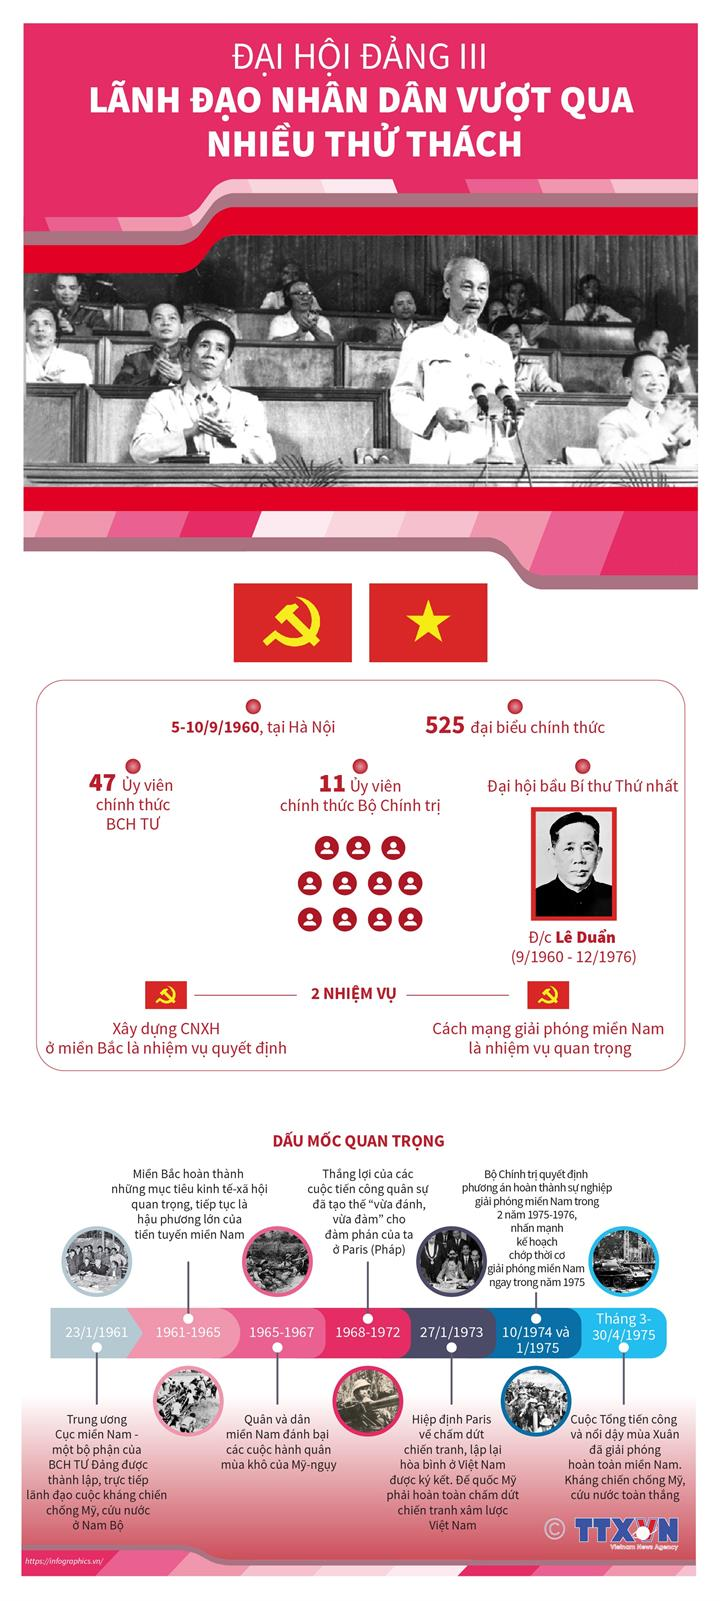 ĐẠI HỘI ĐẢNG III
LÃNH ĐẠO NHÂN DÂN VƯỢT QUA
NHIỀU THỬ THÁCH
5-10/9/1960, tại Hà Nội
525 đại biểu chính thức
47 Ủy viên
chính thức
BCH TƯ
11 Ủy viên
chính thức Bộ Chính trị
Đại hội bầu Bí thư Thứ nhất
Đ/c Lê Duẩn
(9/1960 - 12/1976)
2 NHIỆM VỤ
Xây dựng CNXH
ở miền Bắc là nhiệm vụ quyết định
Cách mạng giải phóng miền Nam
là nhiệm vụ quan trọng
DẤU MỐC QUAN TRỌNG
Miền Bắc hoàn thành
những mục tiêu kinh tế-xã hội
quan trọng, tiếp tục là
hậu phương lớn của
tiền tuyến miền Nam
Thắng lợi của các
cuộc tiến công quân sự
đã tạo thế “vừa đánh,
vừa đàm” cho
đàm phán của ta
ở Paris (Pháp)
Bộ Chính trị quyết định
phương án hoàn thành sự nghiệp
giải phóng miền Nam trong
2 năm 1975-1976,
nhấn mạnh
kế hoạch
chớp thời cơ
giải phóng miền Nam
ngay trong năm 1975
23/1/1961
1961-1965
1965-1967
1968-1972
27/1/1973
10/1974 và
1/1975
Tháng 3-
30/4/1975
Trung ương
Cục miền Nam -
một bộ phận của
BCH TƯ Đảng được
thành lập, trực tiếp
lãnh đạo cuộc kháng chiến
chống Mỹ, cứu nước
ở Nam Bộ
Quân và dân
miền Nam đánh bại
các cuộc hành quân
mùa khô của Mỹ-ngụy
Hiệp định Paris
về chấm dứt
chiến tranh, lập lại
hòa bình ở Việt Nam
được ký kết. Đế quốc Mỹ
phải hoàn toàn chấm dứt
chiến tranh xâm lược
Việt Nam
Cuộc Tổng tiến công
và nổi dậy mùa Xuân
đã giải phóng
hoàn toàn miền Nam.
Kháng chiến chống Mỹ,
cứu nước toàn thắng
© TTXVN
Vietnam News Agency
https://infographics.vn/